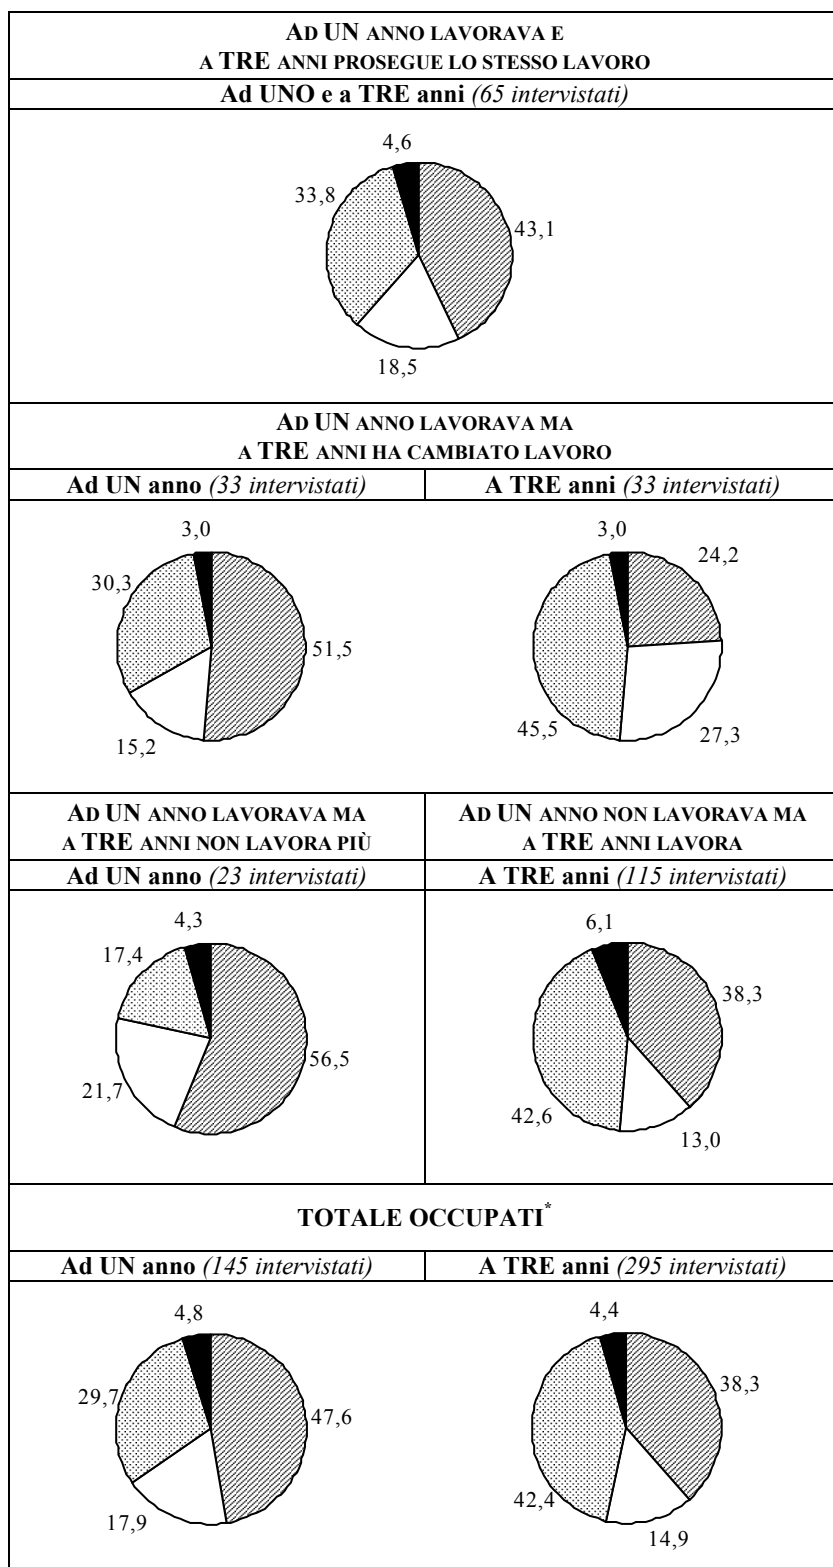 AD UN ANNO LAVORAVA E
A TRE ANNI PROSEGUE LO STESSO LAVORO
Ad UNO e a TRE anni (65 intervistati)
4,6
33,8
43,1
18,5
AD UN ANNO LAVORAVA MA
A TRE ANNI HA CAMBIATO LAVORO
Ad UN anno (33 intervistati)
A TRE anni (33 intervistati)
3,0
30,3
51,5
15,2
3,0
24,2
45,5
27,3
AD UN ANNO LAVORAVA MA
A TRE ANNI NON LAVORA PIÙ
Ad UN anno (23 intervistati)
4,3
17,4
56,5
21,7
AD UN ANNO NON LAVORAVA MA
A TRE ANNI LAVORA
A TRE anni (115 intervistati)
6,1
38,3
42,6
13,0
TOTALE OCCUPATI*
Ad UN anno (145 intervistati)
A TRE anni (295 intervistati)
4,8
29,7
47,6
17,9
4,4
38,3
42,4
14,9